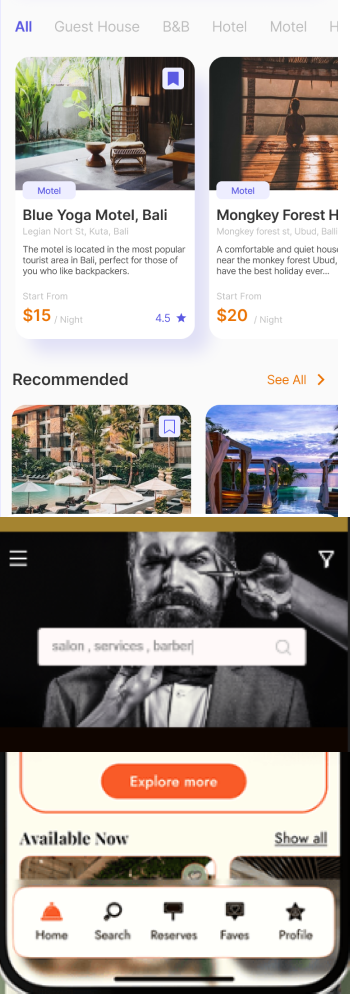 All Guest House B&B Hotel Motel H
Motel Motel
Blue Yoga Motel, Bali Mongkey Forest H
Legian Nort St, Kuta, Bali Mongkey forest st, Ubud, Balli
The motel is located in the most popular
tourist area in Bali, perfect for those of
you who like backpackers.
A comfortable and quiet house
near the monkey forest Ubud,
have the best holiday ever...
Start From Start From
$15 / Night 4.5 $20 / Night
Recommended See All
salon , services , barber
Explore more
Available Now Show all
Home Search Reserves Faves Profile